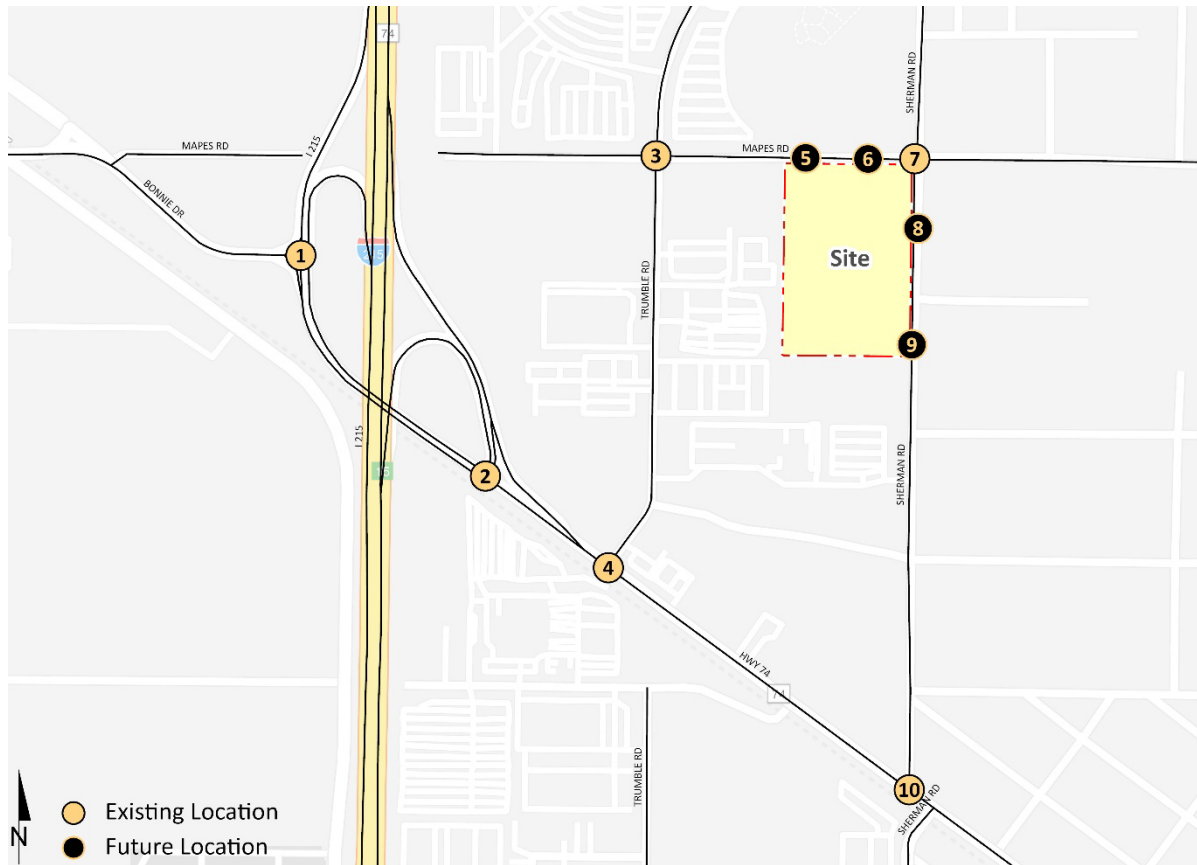 74
SHERMAN RD
MAPES RD
I 215
3
MAPES RD
5
6
7
BONNIE DR
8
1
Site
TRUMBLE RD
9
I 215
SHERMAN RD
2
4
HWY 74
74
TRUMBLE RD
10
SHERMAN RD
N
Existing Location
Future Location